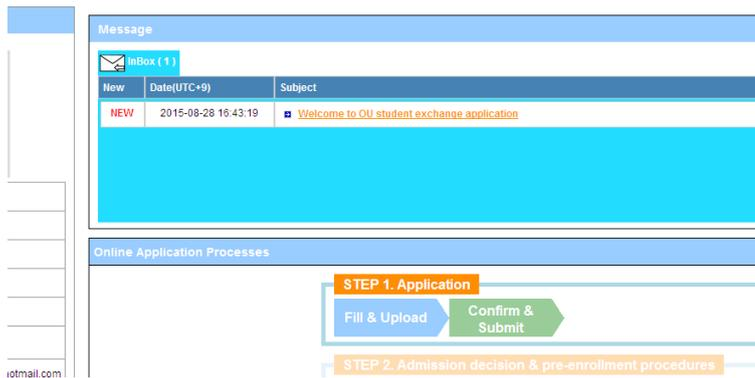 Message
InBox ( 1 )
New Date(UTC+9) Subject
NEW 2015-08-28 16:43:19 Welcome to OU student exchange application
Online Application Processes
STEP 1. Application
Fill & Upload
Confirm &
Submit
STEP 2. Admission decision & pre-enrollment procedures
otmail.com